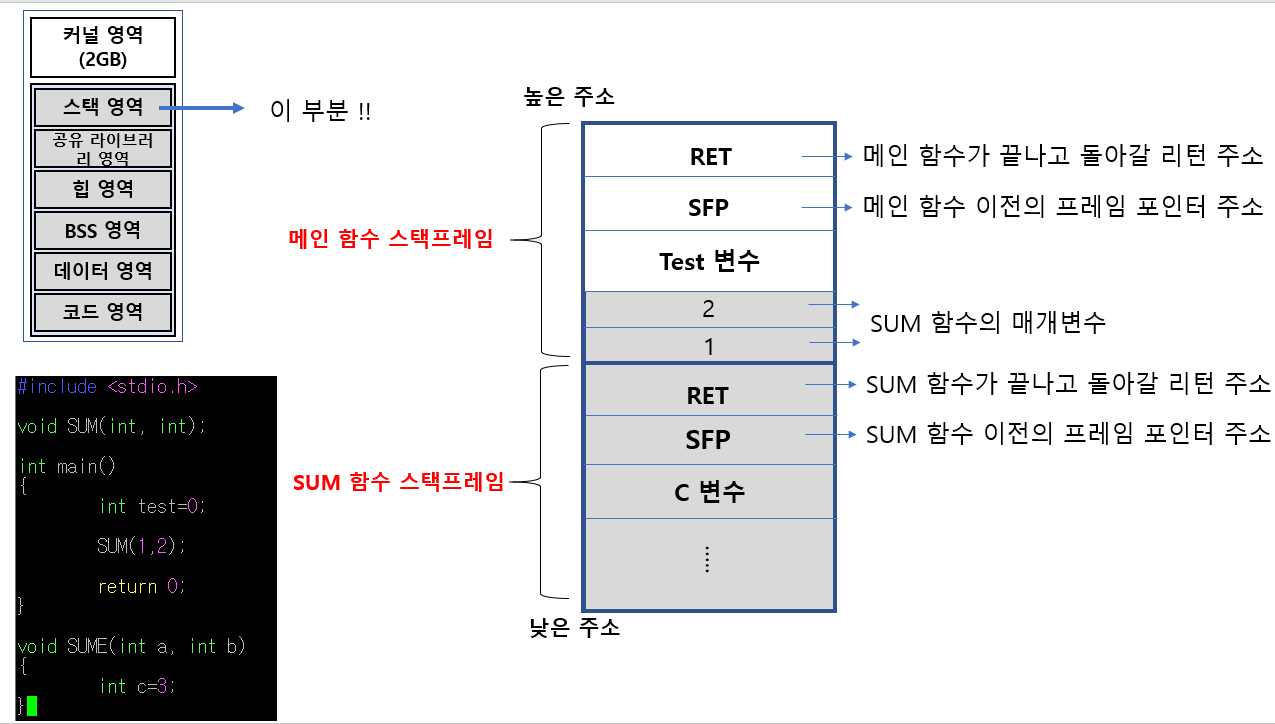 커널 영역
(2GB)
스택 영역
공유 라이브러
리 영역
힙 영역
BSS 영역
데이터 영역
코드 영역
이 부분 !!
높은 주소
RET
메인 함수가 끝나고 돌아갈 리턴 주소
SFP
메인 함수 이전의 프레임 포인터 주소
메인 함수 스택프레임
Test 변수
2
1
SUM 함수의 매개변수
RET
SUM 함수가 끝나고 돌아갈 리턴 주소
SFP
SUM 함수 이전의 프레임 포인터 주소
SUM 함수 스택프레임
C 변수
낮은 주소
#include <stdio.h>
void SUM(int, int);
int main()
{
int test=0;
SUM(1,2);
return 0;
}
void SUME(int a, int b)
{
int c=3;
}